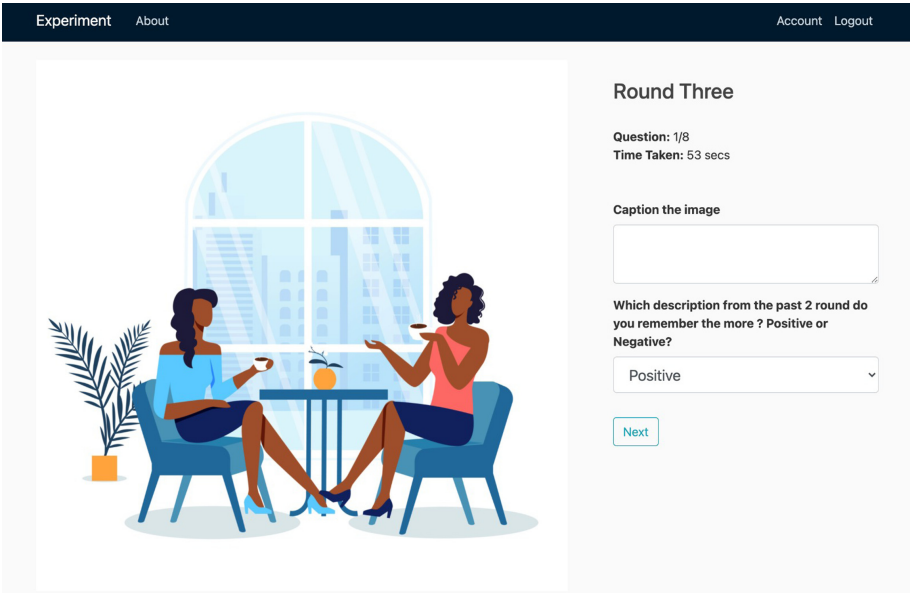 Experiment About Account Logout
Round Three
Question: 1/8
Time Taken: 53 secs
Caption the image
Which description from the past 2 round do
you remember the more ? Positive or
Negative?
Positive
Next